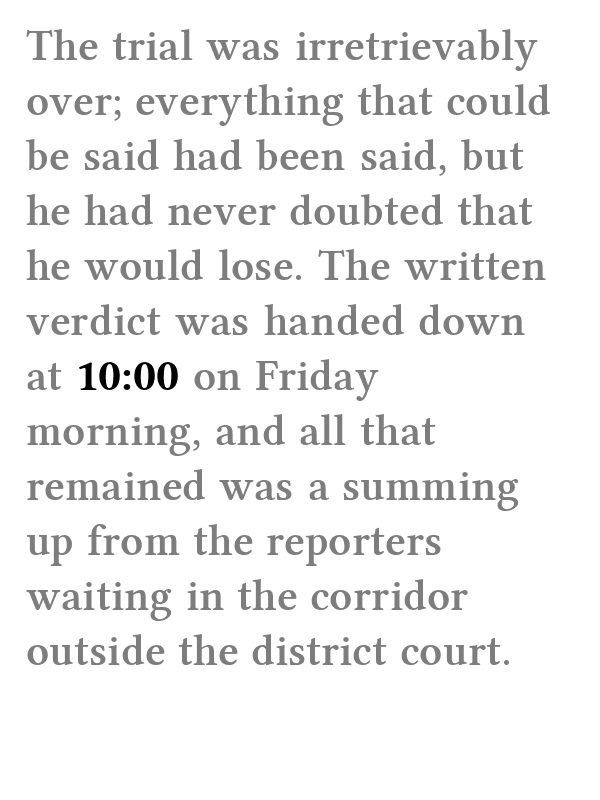 The trial was irretrievably
over; everything that could
be said had been said, but
he had never doubted that
he would lose. The written
verdict was handed down
at 10:00 on Friday
morning, and all that
remained was a summing
up from the reporters
waiting in the corridor
outside the district court.